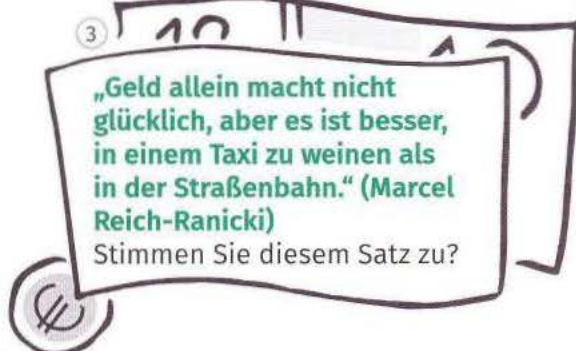 3
10
„Geld allein macht nicht
glücklich, aber es ist besser,
in einem Taxi zu weinen als
in der Straßenbahn.“ (Marcel
Reich-Ranicki)
Stimmen Sie diesem Satz zu?
€